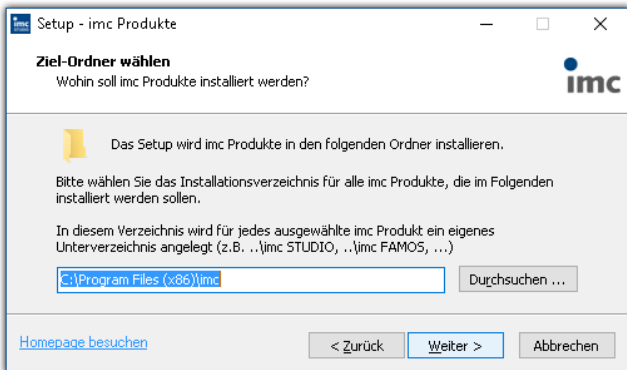 imc STUDIO Setup - imc Produkte
Ziel-Ordner wählen
Wohin soll imc Produkte installiert werden?
imc
Das Setup wird imc Produkte in den folgenden Ordner installieren.
Bitte wählen Sie das Installationsverzeichnis für alle imc Produkte, die im Folgenden
installiert werden sollen.
In diesem Verzeichnis wird für jedes ausgewählte imc Produkt ein eigenes
Unterverzeichnis angelegt (z.B. ..\imc STUDIO, ..\imc FAMOS, ...)
C:\Program Files (x86)\imc
Durchsuchen ...
Homepage besuchen
< Zurück
Weiter >
Abbrechen